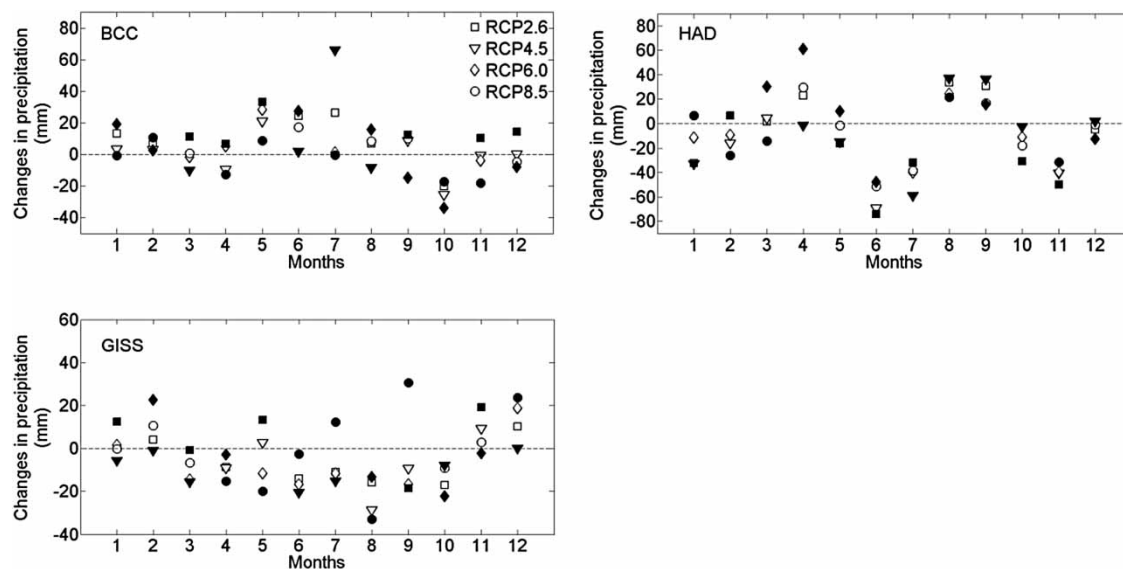 BCC
RCP2.6
RCP4.5
RCP6.0
RCP8.5
Changes in precipitation
(mm)
80
60
40
20
0
-20
-40
1 2 3 4 5 6 7 8 9 10 11 12
Months
HAD
Changes in precipitation
(mm)
80
60
40
20
0
-20
-40
-60
-80
1 2 3 4 5 6 7 8 9 10 11 12
Months
GISS
Changes in precipitation
(mm)
60
40
20
0
-20
-40
1 2 3 4 5 6 7 8 9 10 11 12
Months